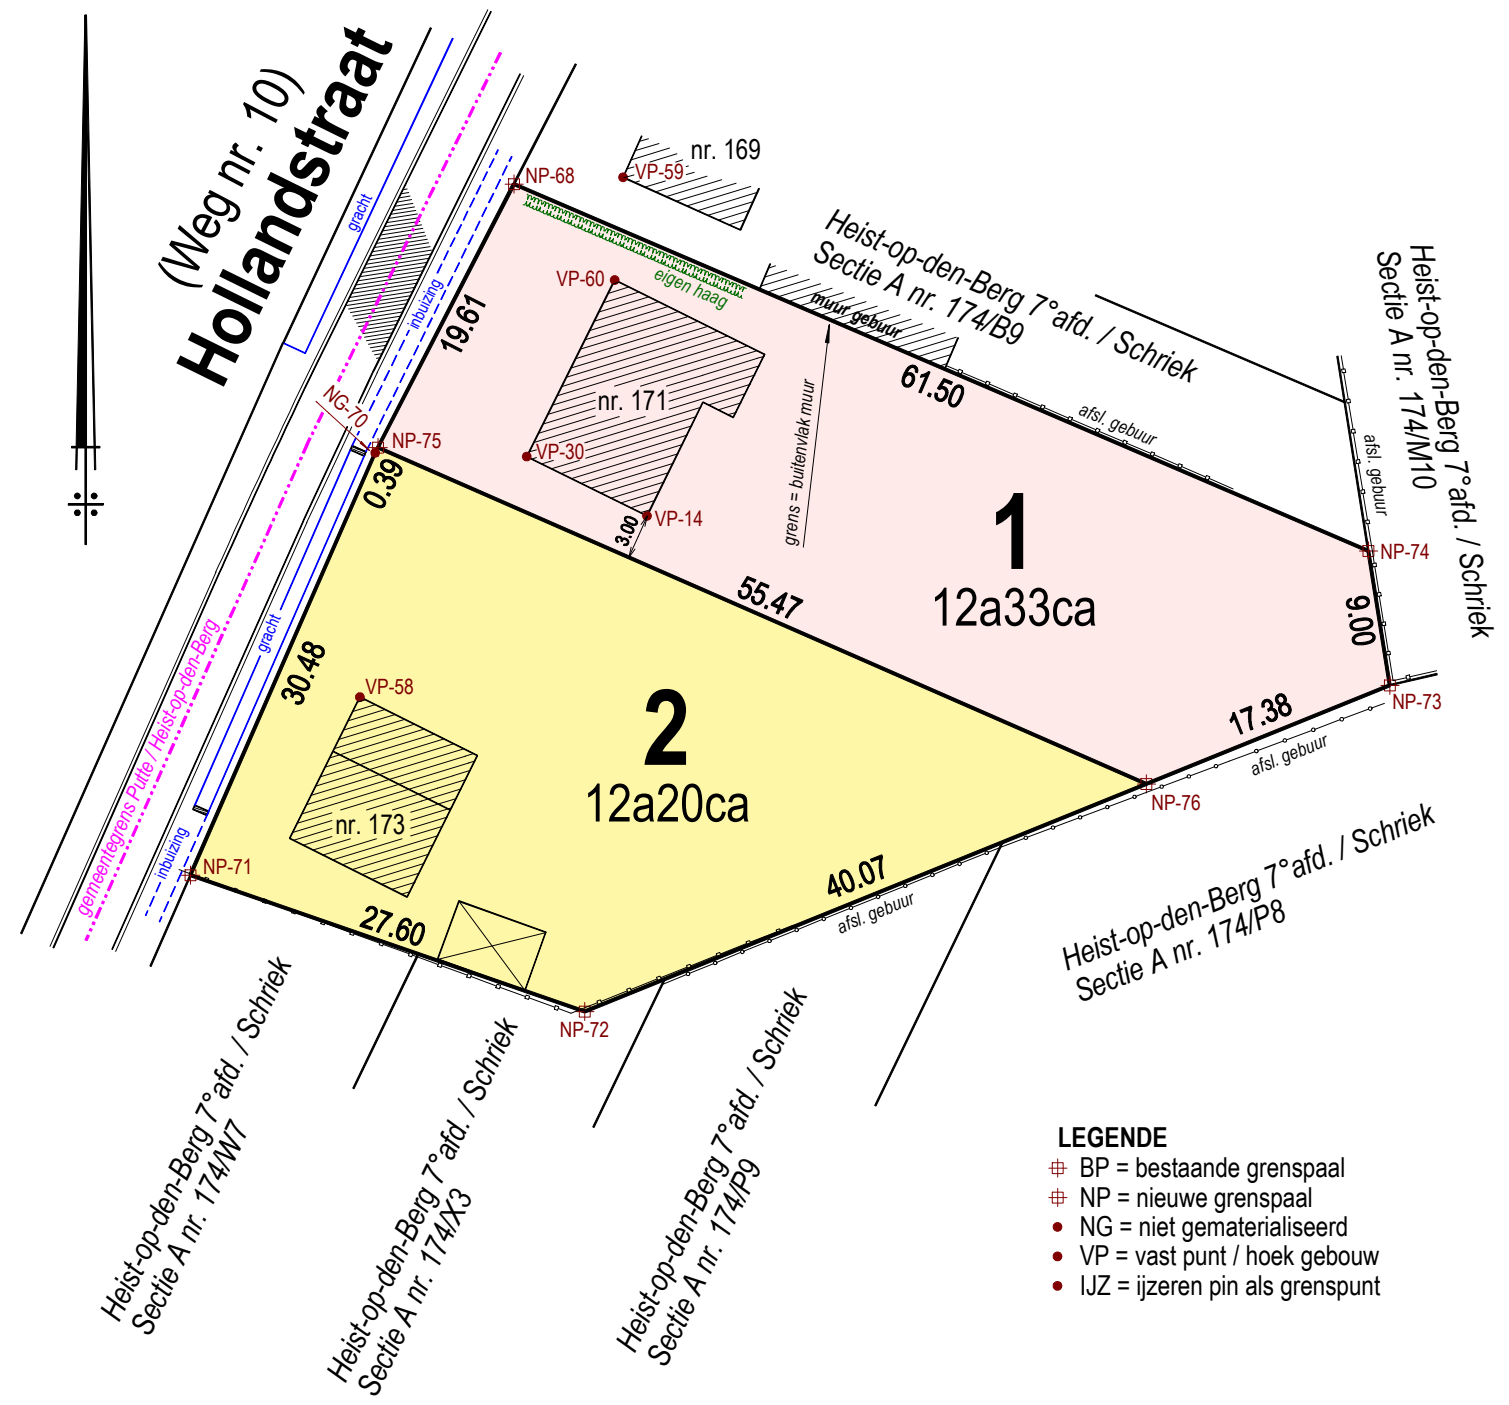 (Weg nr. 10)
Hollandstraat
gracht
inbuizing
NP-68
VP-59
nr. 169
eigen haag
VP-60
muur gebuur
Heist-op-den-Berg 7°afd. / Schriek
Sectie A nr. 174/B9
Heist-op-den-Berg 7°afd. / Schriek
Sectie A nr. 174/M10
19.61
61.50
afsl. gebuur
afsl. gebuur
nr. 171
grens = buitenvlak muur
NG-70
NP-75
VP-30
0.39
VP-14
3.00
1
12a33ca
NP-74
9.00
55.47
gemeentegrens Putte / Heist-op-den-Berg
gracht
30.48
VP-58
2
12a20ca
17.38
NP-73
afsl. gebuur
NP-76
nr. 173
inbuizing
NP-71
27.60
40.07
afsl. gebuur
NP-72
Heist-op-den-Berg 7°afd. / Schriek
Sectie A nr. 174/P8
Heist-op-den-Berg 7°afd. / Schriek
Sectie A nr. 174/W7
Heist-op-den-Berg 7°afd. / Schriek
Sectie A nr. 174/X3
Heist-op-den-Berg 7°afd. / Schriek
Sectie A nr. 174/P9
LEGENDE
BP = bestaande grenspaal
NP = nieuwe grenspaal
NG = niet gematerialiseerd
VP = vast punt / hoek gebouw
IJZ = ijzeren pin als grenspunt